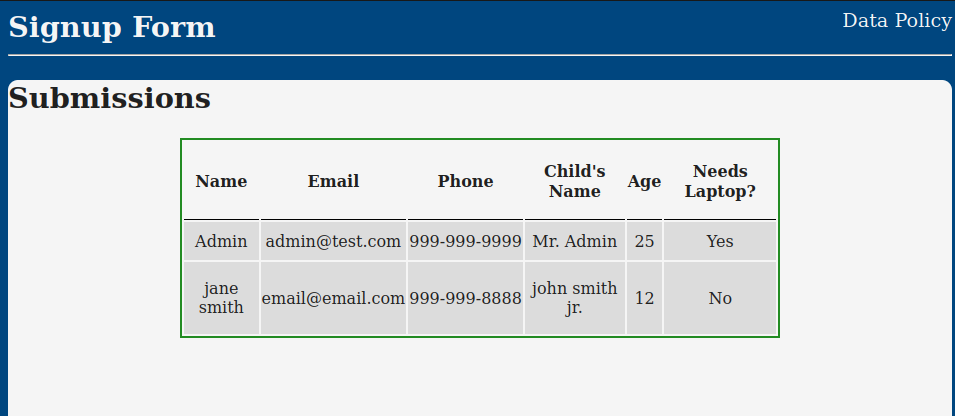 Signup Form
Data Policy
Submissions
Name Email Phone Child's Name Age Needs Laptop?
Admin admin@test.com 999-999-9999 Mr. Admin 25 Yes
jane smith email@email.com 999-999-8888 john smith jr. 12 No